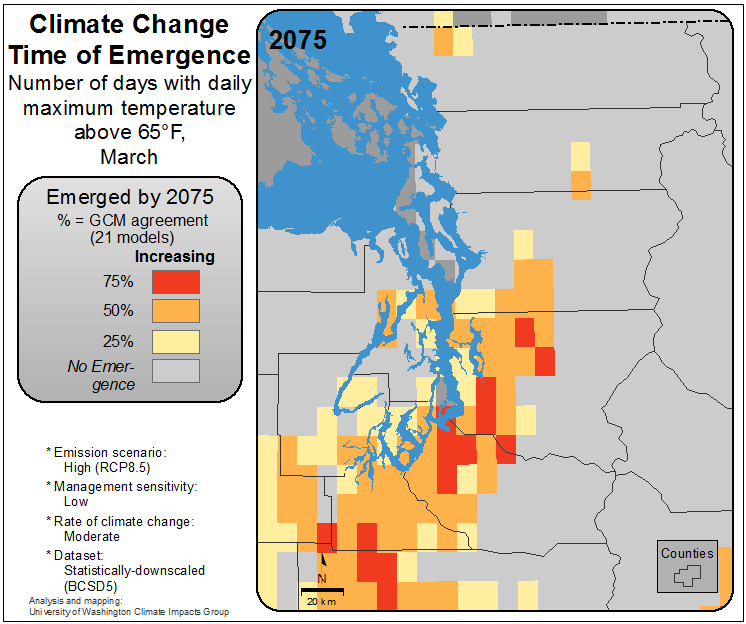 Climate Change
Time of Emergence
Number of days with daily
maximum temperature
above 65°F,
March
Emerged by 2075
% = GCM agreement
(21 models)
Increasing
75%
50%
25%
No Emer-
gence
* Emission scenario:
High (RCP8.5)
* Management sensitivity:
Low
* Rate of climate change:
Moderate
* Dataset:
Statistically-downscaled
(BCSD5)
Analysis and mapping:
University of Washington Climate Impacts Group
2075
N
20 km
Counties